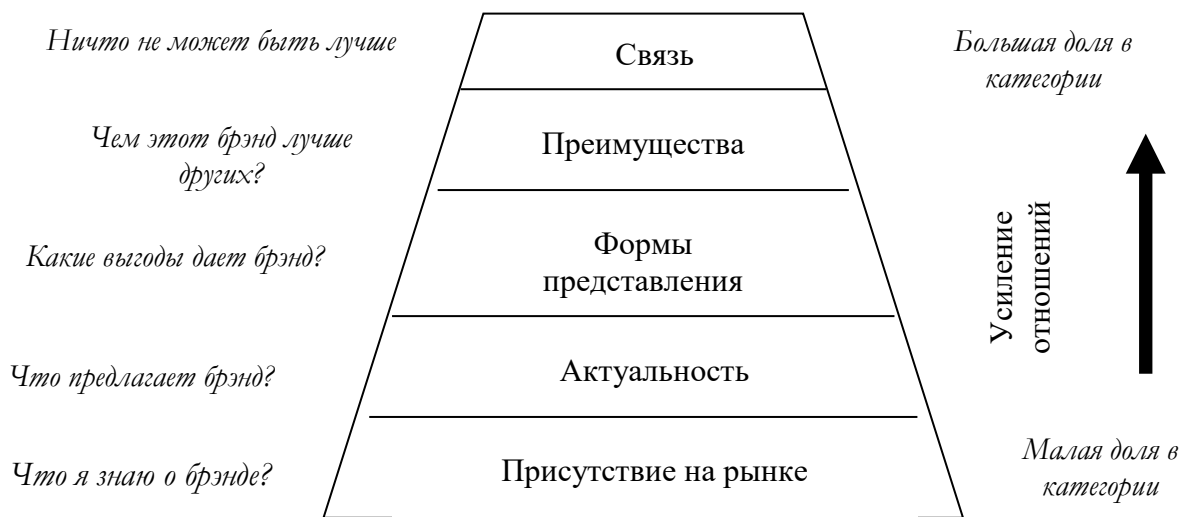 Ничто не может быть лучше
Связь
Большая доля в
категории
Чем этот брэнд лучше
других?
Преимущества
Какие выгоды дает брэнд?
Формы
представления
Усиление
отношений
Что предлагает брэнд?
Актуальность
Что я знаю о брэнде?
Присутствие на рынке
Малая доля в
категории